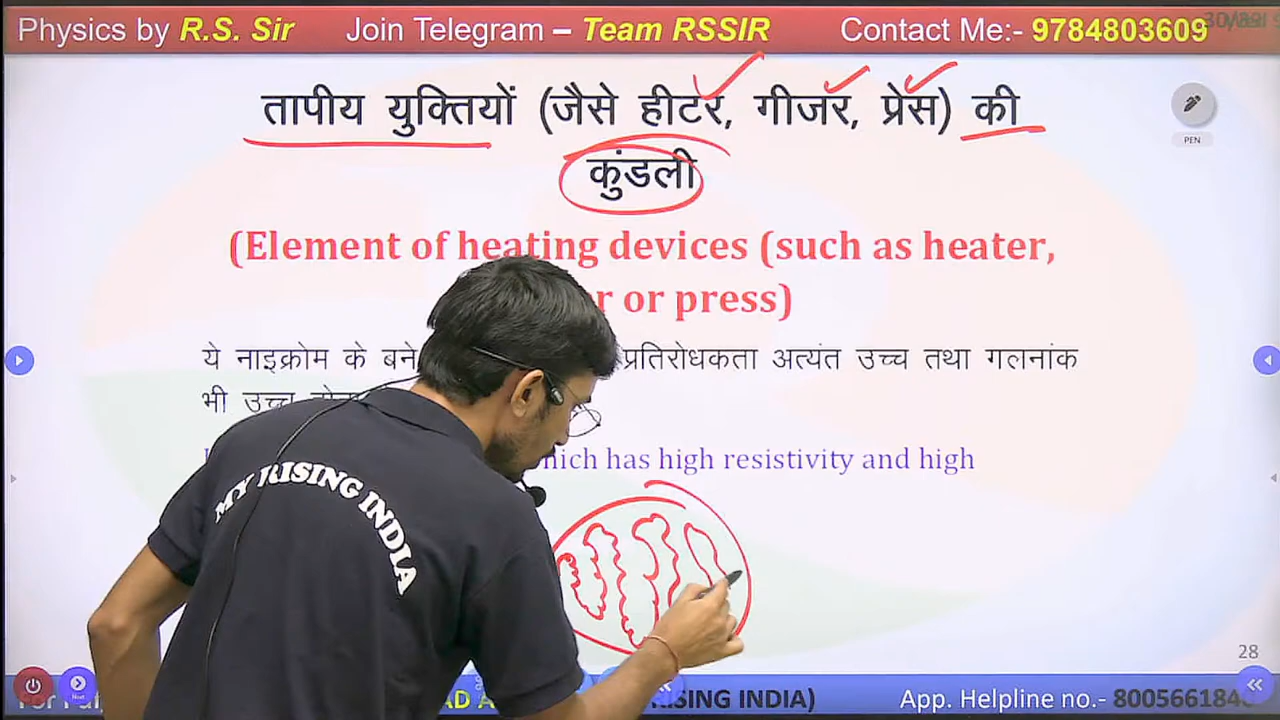 Physics by R.S. Sir Join Telegram – Team RSSIR Contact Me:- 9784803609
तापीय युक्तियों (जैसे हीटर, गीजर, प्रेस) की
कुंडली
PEN
(Element of heating devices (such as heater,
or press)
ये नाइक्रोम के बने प्रतिरोधकता अत्यंत उच्च तथा गलनांक
भी उच्च
which has high resistivity and high
MY RISING INDIA
28
Next
RISING INDIA) App. Helpline no.-